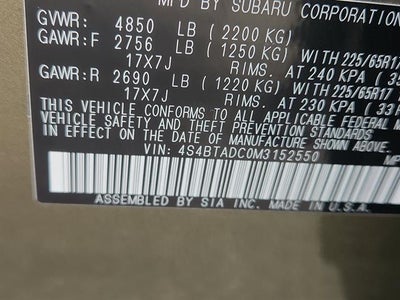 MFD BY SUBARU CORPORATION
GVWR: 4850 LB (2200 KG)
GAWR:F 2756 LB (1250 KG) WITH 225/65R17
17X7J RIMS. AT 240 KPA (35
GAWR:R 2690 LB (1220 KG) WITH 225/65R17
17X7J RIMS. AT 230 KPA (33
THIS VEHICLE CONFORMS TO ALL APPLICABLE FEDERAL
SAFETY AND THEFT PREVENTION STANDARDS
IN EFFECT ON THE DATE OF MANUFACTURE
VIN: 4S4BTADC0M3152550 MP
ASSEMBLED BY SIA INC. MADE IN U.S.A.